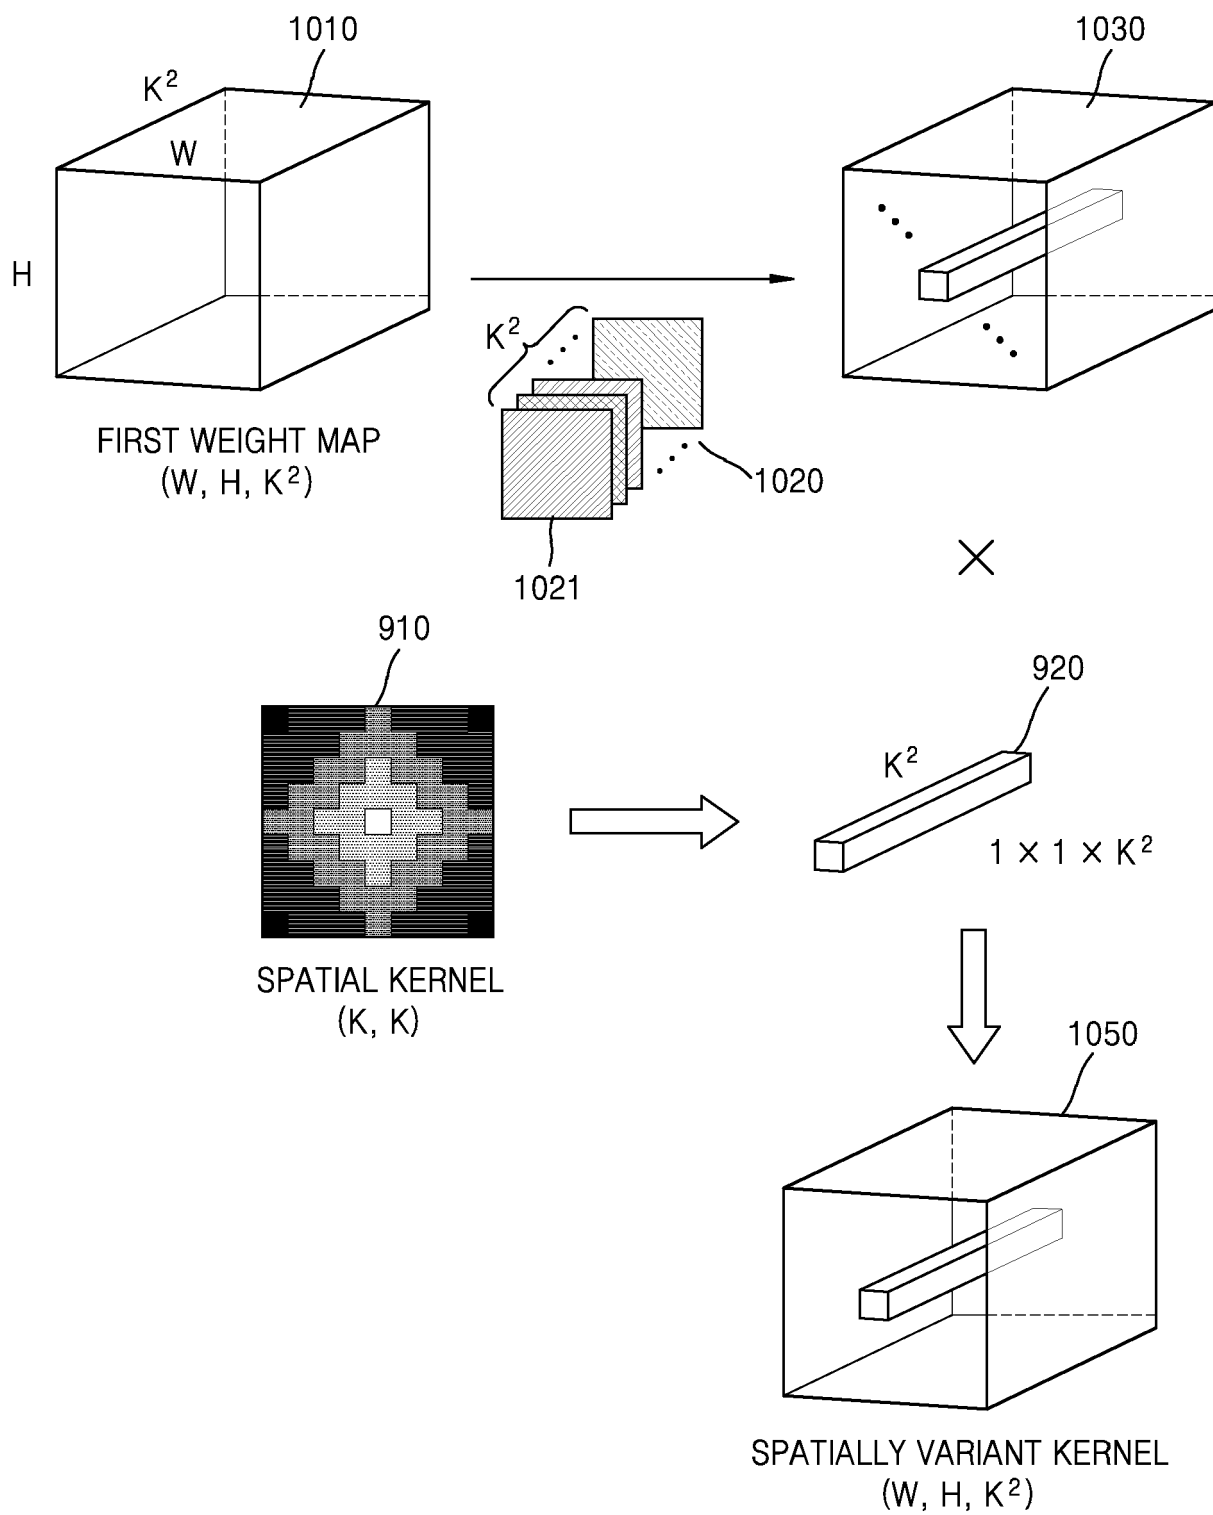 1010
1030
K²
W
H
K²
FIRST WEIGHT MAP
(W, H, K²)
1020
1021
×
910
920
K²
1 × 1 × K²
SPATIAL KERNEL
(K, K)
1050
SPATIALLY VARIANT KERNEL
(W, H, K²)